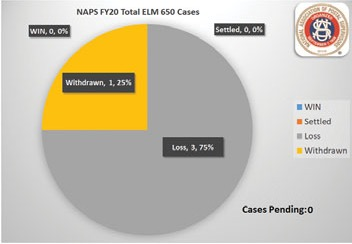 NAPS FY20 Total ELM 650 Cases
WIN, 0, 0%
Settled, 0, 0%
Withdrawn, 1, 25%
Loss, 3, 75%
WIN
Settled
Loss
Withdrawn
Cases Pending:0